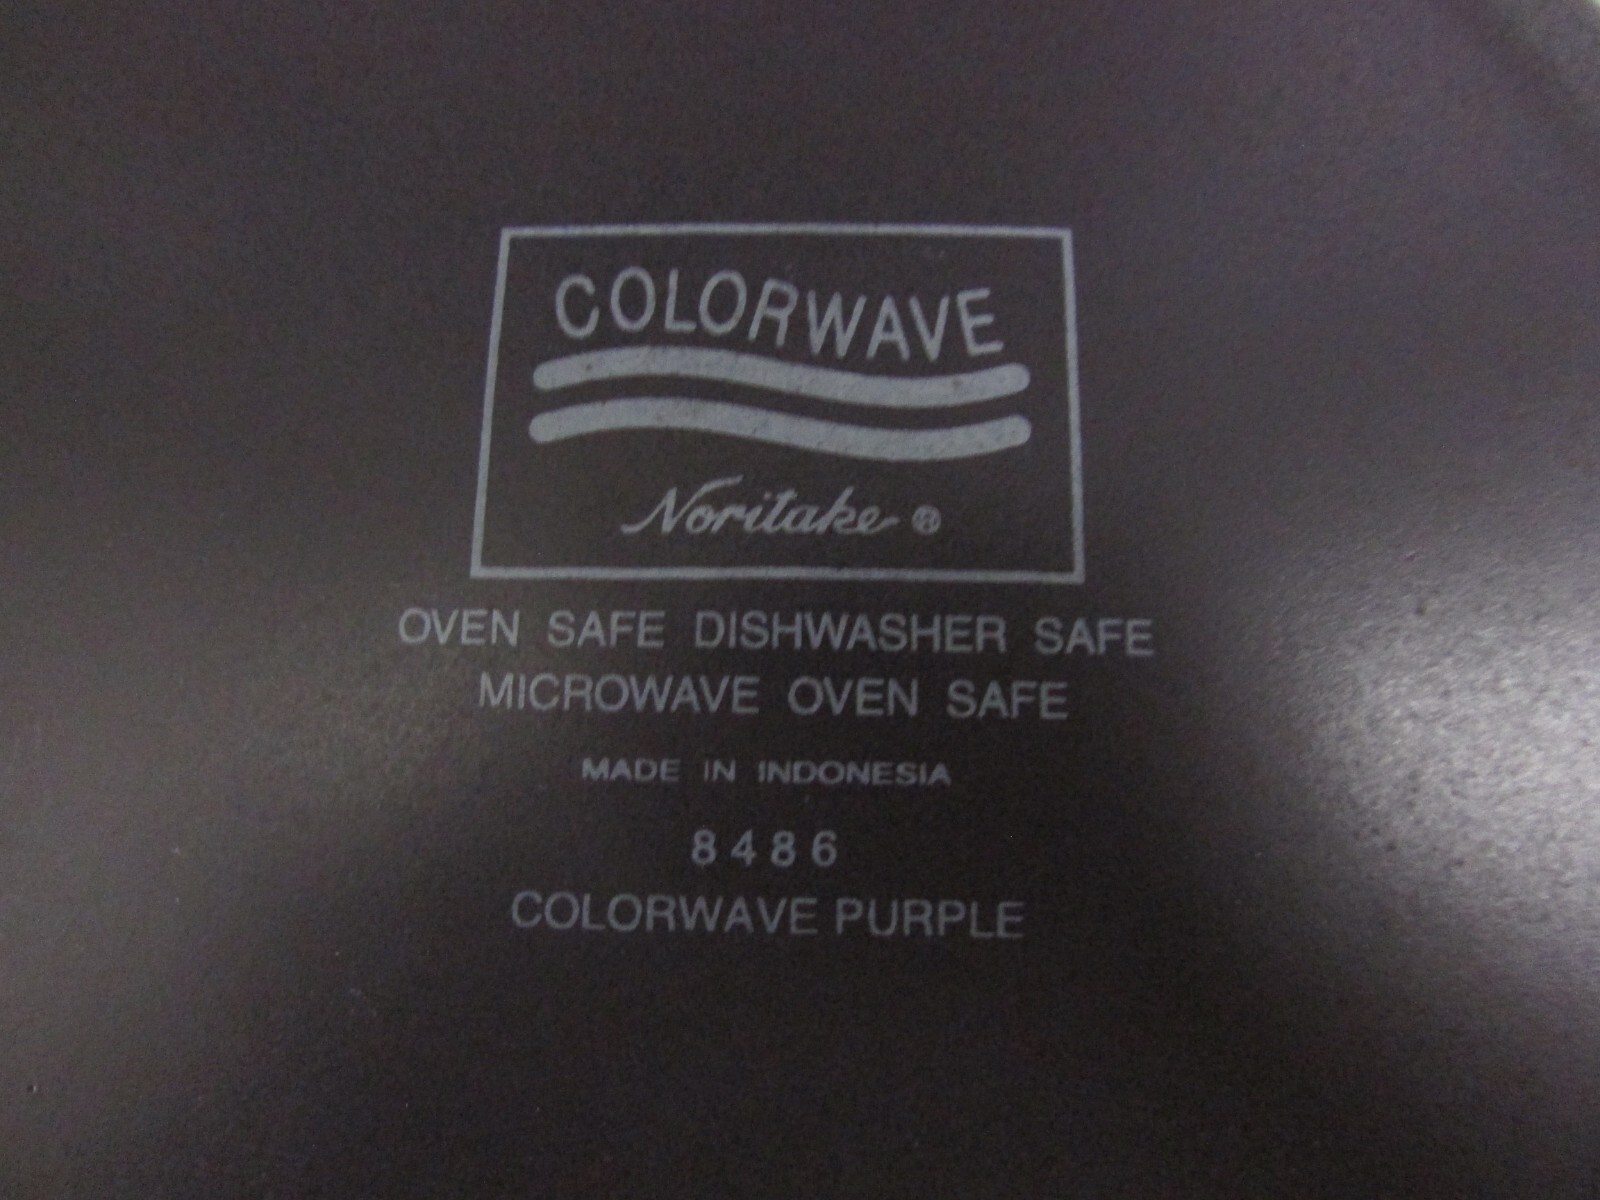 COLORWAVE
Noritake ®
OVEN SAFE DISHWASHER SAFE
MICROWAVE OVEN SAFE
MADE IN INDONESIA
8486
COLORWAVE PURPLE